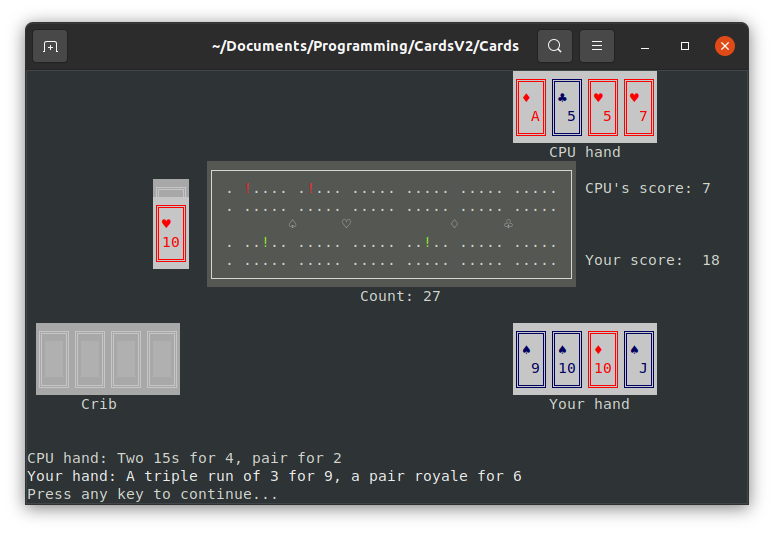 ~/Documents/Programming/CardsV2/Cards
♦ ♣ ♥ ♥
A 5 5 7
CPU hand
. !.... .!... ..... ..... ..... .....
CPU's score: 7
. ..... ..... ..... ..... ..... .....
♤ ♡ ♢ ♧
♥
10
. ..!.. ..... ..... ..!.. ..... .....
. ..... ..... ..... ..... ..... .....
Your score: 18
Count: 27
♠ ♠ ♦ ♠
9 10 10 J
Crib
Your hand
CPU hand: Two 15s for 4, pair for 2
Your hand: A triple run of 3 for 9, a pair royale for 6
Press any key to continue...